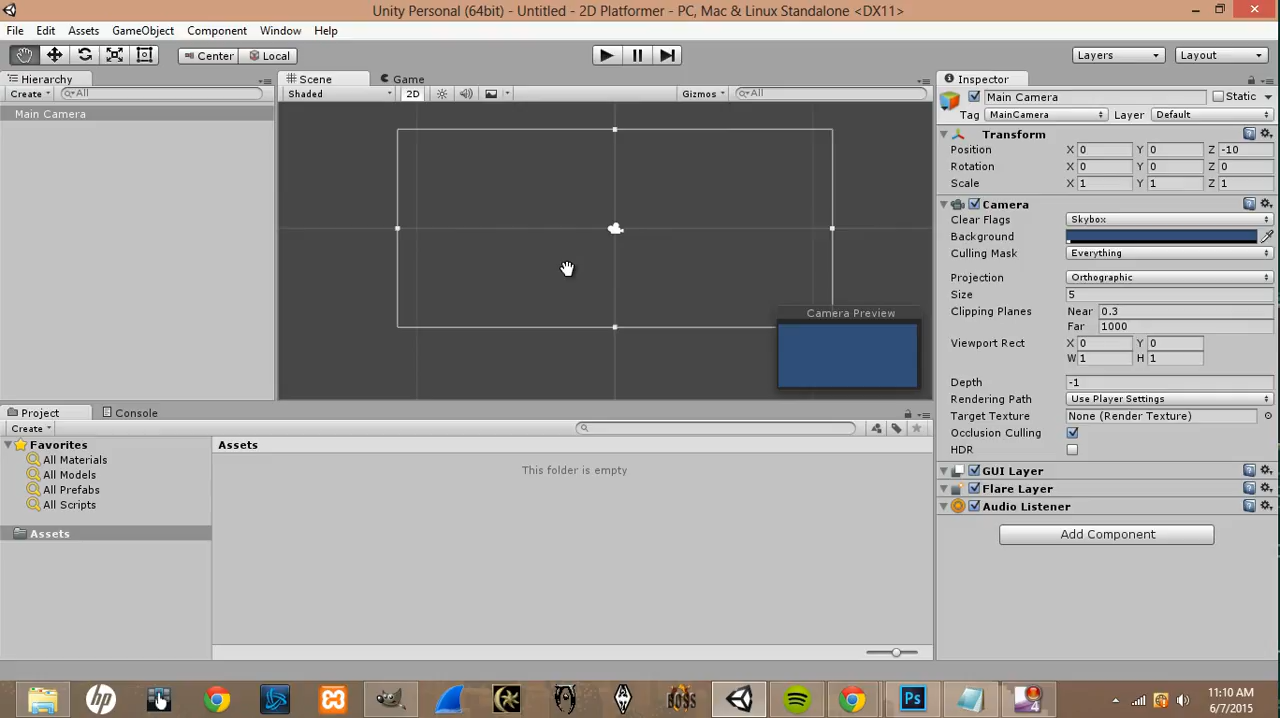 Unity Personal (64bit) - Untitled - 2D Platformer - PC, Mac & Linux Standalone <DX11>
File Edit Assets GameObject Component Window Help
Center Local Layers Layout
Hierarchy
Create All
Main Camera
Scene Game
Shaded 2D Gizmos All
Camera Preview
Inspector
Main Camera Static
Tag MainCamera Layer Default
Transform
Position X 0 Y 0 Z -10
Rotation X 0 Y 0 Z 0
Scale X 1 Y 1 Z 1
Camera
Clear Flags Skybox
Background
Culling Mask Everything
Projection Orthographic
Size 5
Clipping Planes Near 0.3
Far 1000
Viewport Rect X 0 Y 0
W 1 H 1
Depth -1
Rendering Path Use Player Settings
Target Texture None (Render Texture)
Occlusion Culling
HDR
GUI Layer
Flare Layer
Audio Listener
Add Component
Project Console
Create
Favorites
All Materials
All Models
All Prefabs
All Scripts
Assets
Assets
This folder is empty
hp
BOSS
Ps
4
11:10 AM
6/7/2015